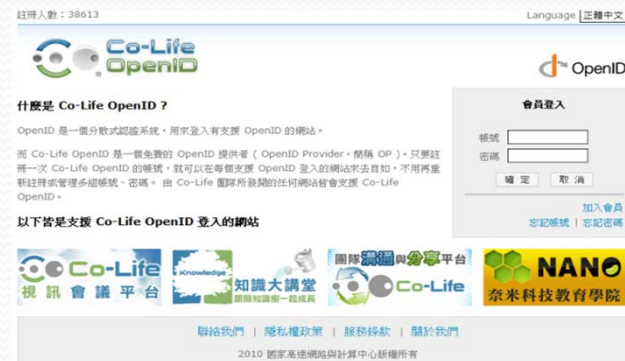 註冊人數：38613
Language 正體中文
Co-Life
OpenID
OpenID
什麼是 Co-Life OpenID ?
OpenID 是一個分散式認證系統，用來登入有支援 OpenID 的網站。
而 Co-Life OpenID 是一個免費的 OpenID 提供者 ( OpenID Provider，簡稱 OP )。只要註
冊一次 Co-Life OpenID 的帳號，就可以在每個支援 OpenID 登入的網站來去自如，不用再重
新註冊或管理多組帳號、密碼。 由 Co-Life 團隊所發開的任何網站皆會支援 Co-Life
OpenID。
會員登入
帳號
密碼
確 定 取 消
加入會員
忘記帳號 | 忘記密碼
以下皆是支援 Co-Life OpenID 登入的網站
Co-Life
視 訊 會 議 平 台
Knowledge
知識大講堂
跟隨知識樹一起成長
團隊溝通與分享平台
Co-Life
NANO
奈米科技教育學院
聯絡我們 | 隱私權政策 | 服務條款 | 關於我們
2010 國家高速網路與計算中心版權所有